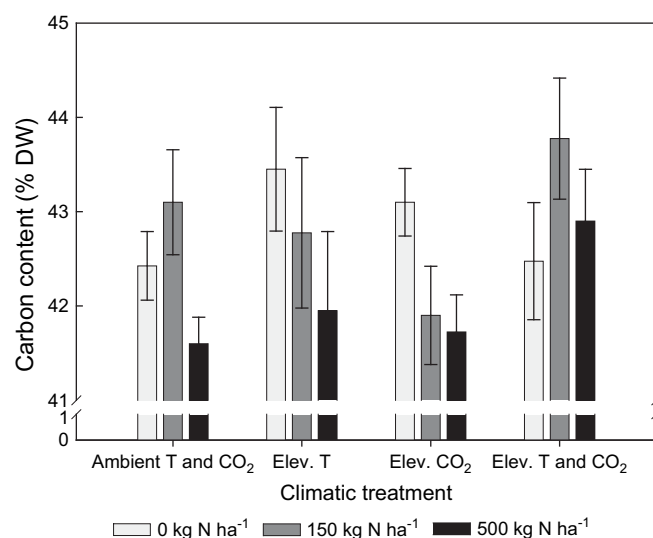 45
44
43
42
41
1
0
Carbon content (% DW)
Ambient T and CO₂ Elev. T Elev. CO₂ Elev. T and CO₂
Climatic treatment
0 kg N ha⁻¹ 150 kg N ha⁻¹ 500 kg N ha⁻¹